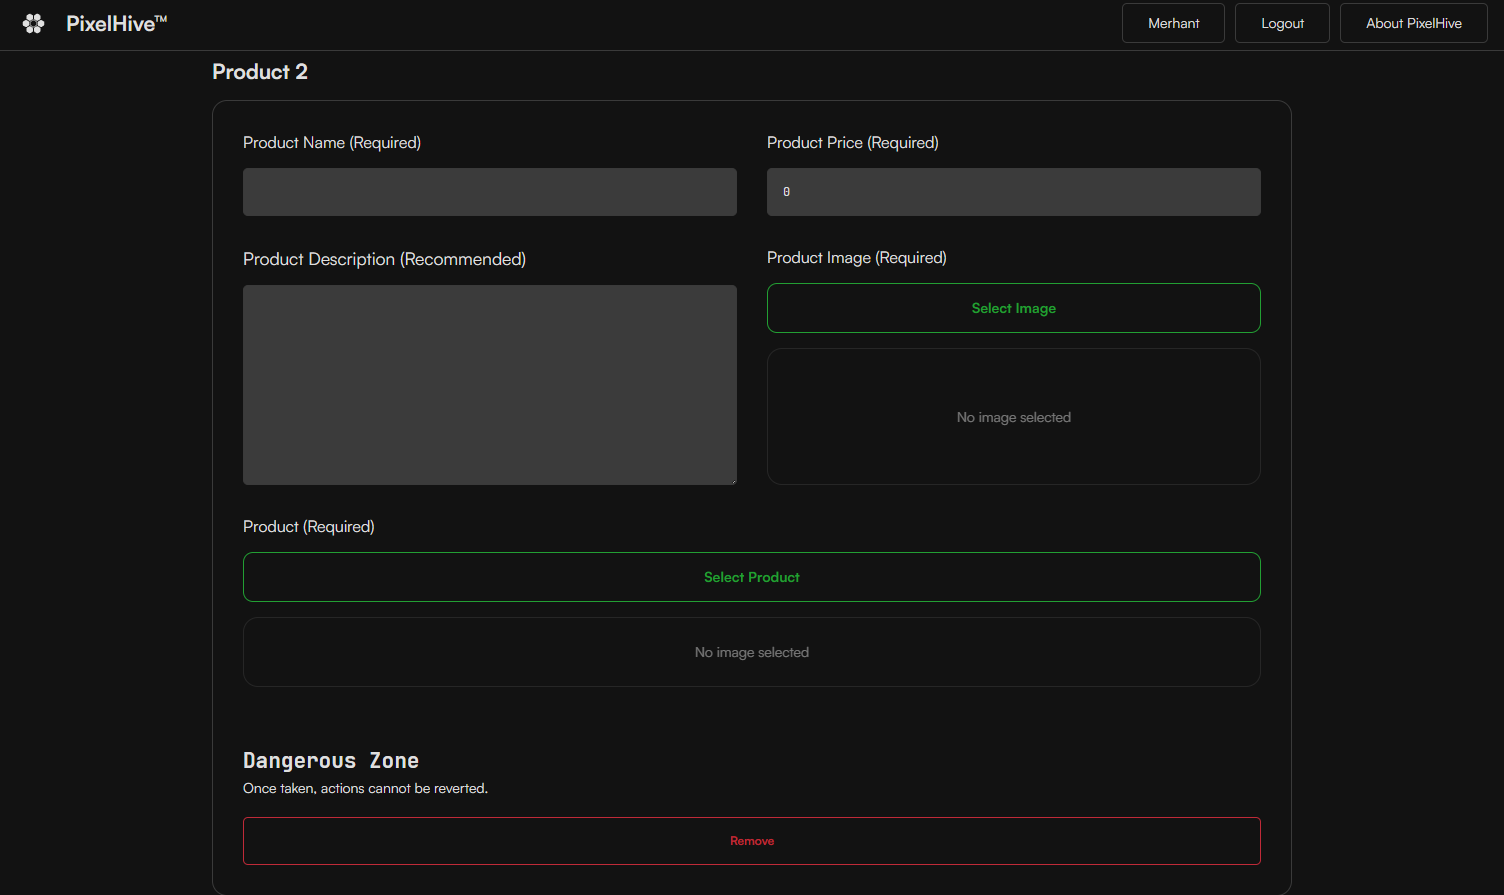 PixelHive™
Merhant
Logout
About PixelHive
Product 2
Product Name (Required)
Product Price (Required)
0
Product Description (Recommended)
Product Image (Required)
Select Image
No image selected
Product (Required)
Select Product
No image selected
Dangerous Zone
Once taken, actions cannot be reverted.
Remove